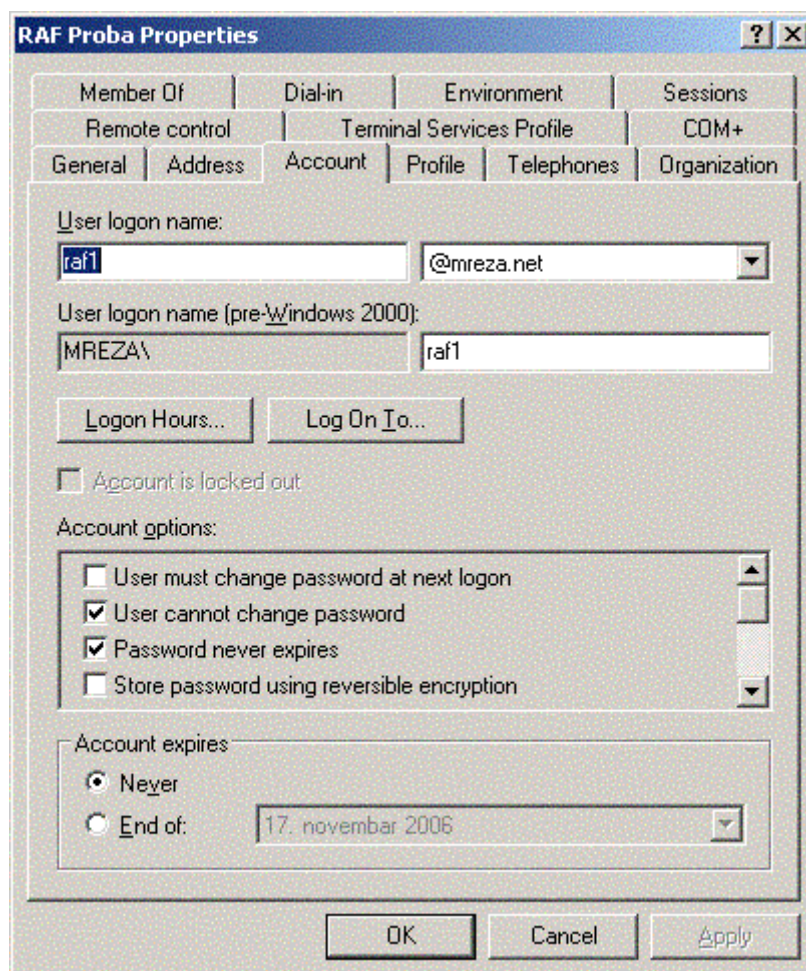 RAF Proba Properties
Member Of Dial-in Environment Sessions
Remote control Terminal Services Profile COM+
General Address Account Profile Telephones Organization
User logon name:
raf1 @mreza.net
User logon name (pre-Windows 2000):
MREZA\ raf1
Logon Hours... Log On To...
Account is locked out
Account options:
User must change password at next logon
User cannot change password
Password never expires
Store password using reversible encryption
Account expires
Never
End of: 17. novembar 2006
OK Cancel Apply